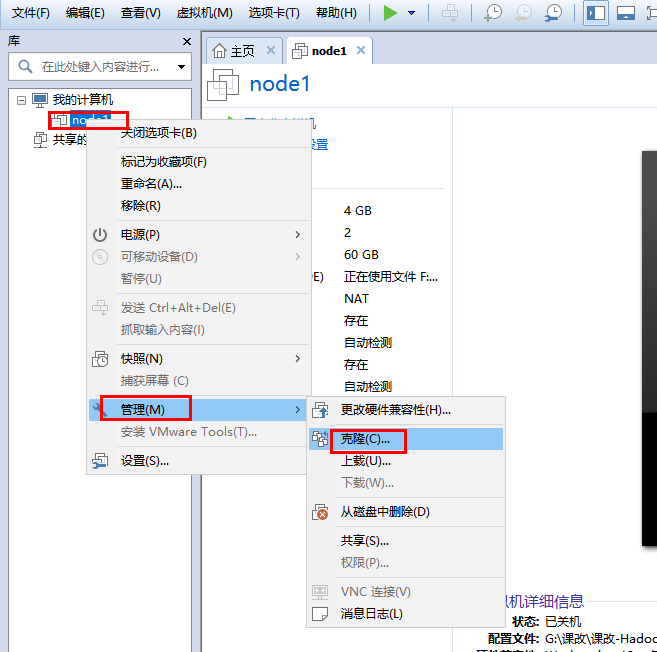 文件(F) 编辑(E) 查看(V) 虚拟机(M) 选项卡(T) 帮助(H)
库
在此处键入内容进行...
我的计算机
node1
共享的
主页
node1
node1
设置
4 GB
2
60 GB
正在使用文件 F:...
NAT
存在
自动检测
存在
自动检测
关闭选项卡(B)
标记为收藏项(F)
重命名(A)...
移除(R)
电源(P)
可移动设备(D)
暂停(U)
发送 Ctrl+Alt+Del(E)
抓取输入内容(I)
快照(N)
捕获屏幕 (C)
管理(M)
安装 VMware Tools(T)...
设置(S)...
更改硬件兼容性(H)...
克隆(C)...
上载(U)...
下载(W)...
从磁盘中删除(D)
共享(S)...
权限(P)...
VNC 连接(V)
消息日志(L)
机详细信息
状态: 已关机
配置文件: G:\课改\课改-Hadoo